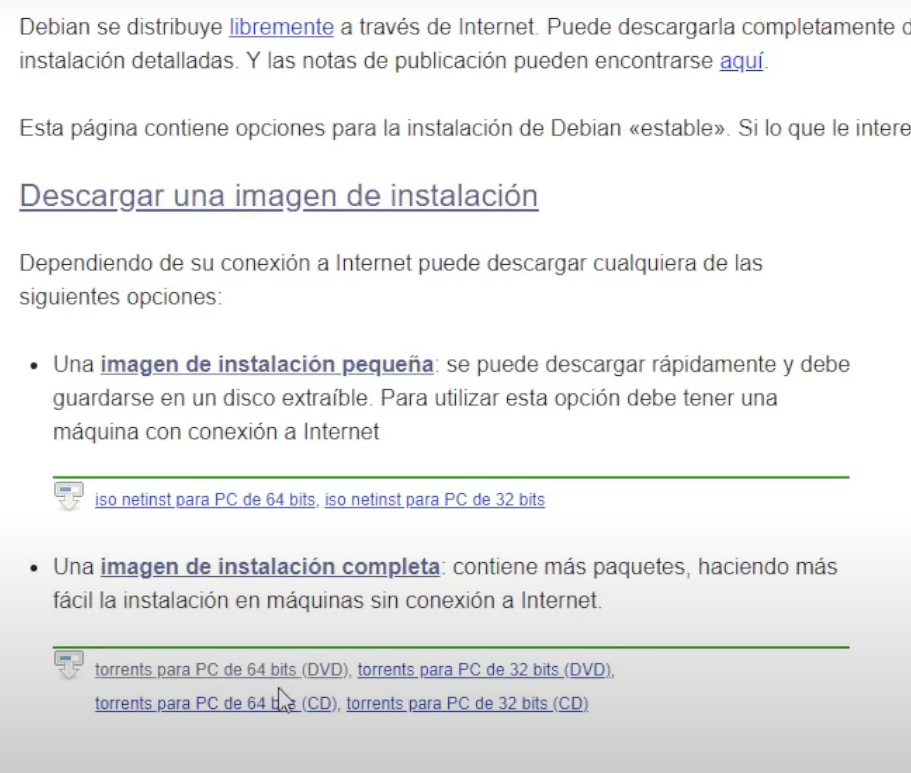 Debian se distribuye libremente a través de Internet. Puede descargarla completamente
instalación detalladas. Y las notas de publicación pueden encontrarse aquí.
Esta página contiene opciones para la instalación de Debian «estable». Si lo que le
Descargar una imagen de instalación
Dependiendo de su conexión a Internet puede descargar cualquiera de las
siguientes opciones:
• Una imagen de instalación pequeña: se puede descargar rápidamente y debe
guardarse en un disco extraíble. Para utilizar esta opción debe tener una
máquina con conexión a Internet
iso netinst para PC de 64 bits, iso netinst para PC de 32 bits
• Una imagen de instalación completa: contiene más paquetes, haciendo más
fácil la instalación en máquinas sin conexión a Internet.
torrents para PC de 64 bits (DVD), torrents para PC de 32 bits (DVD),
torrents para PC de 64 bits (CD), torrents para PC de 32 bits (CD)